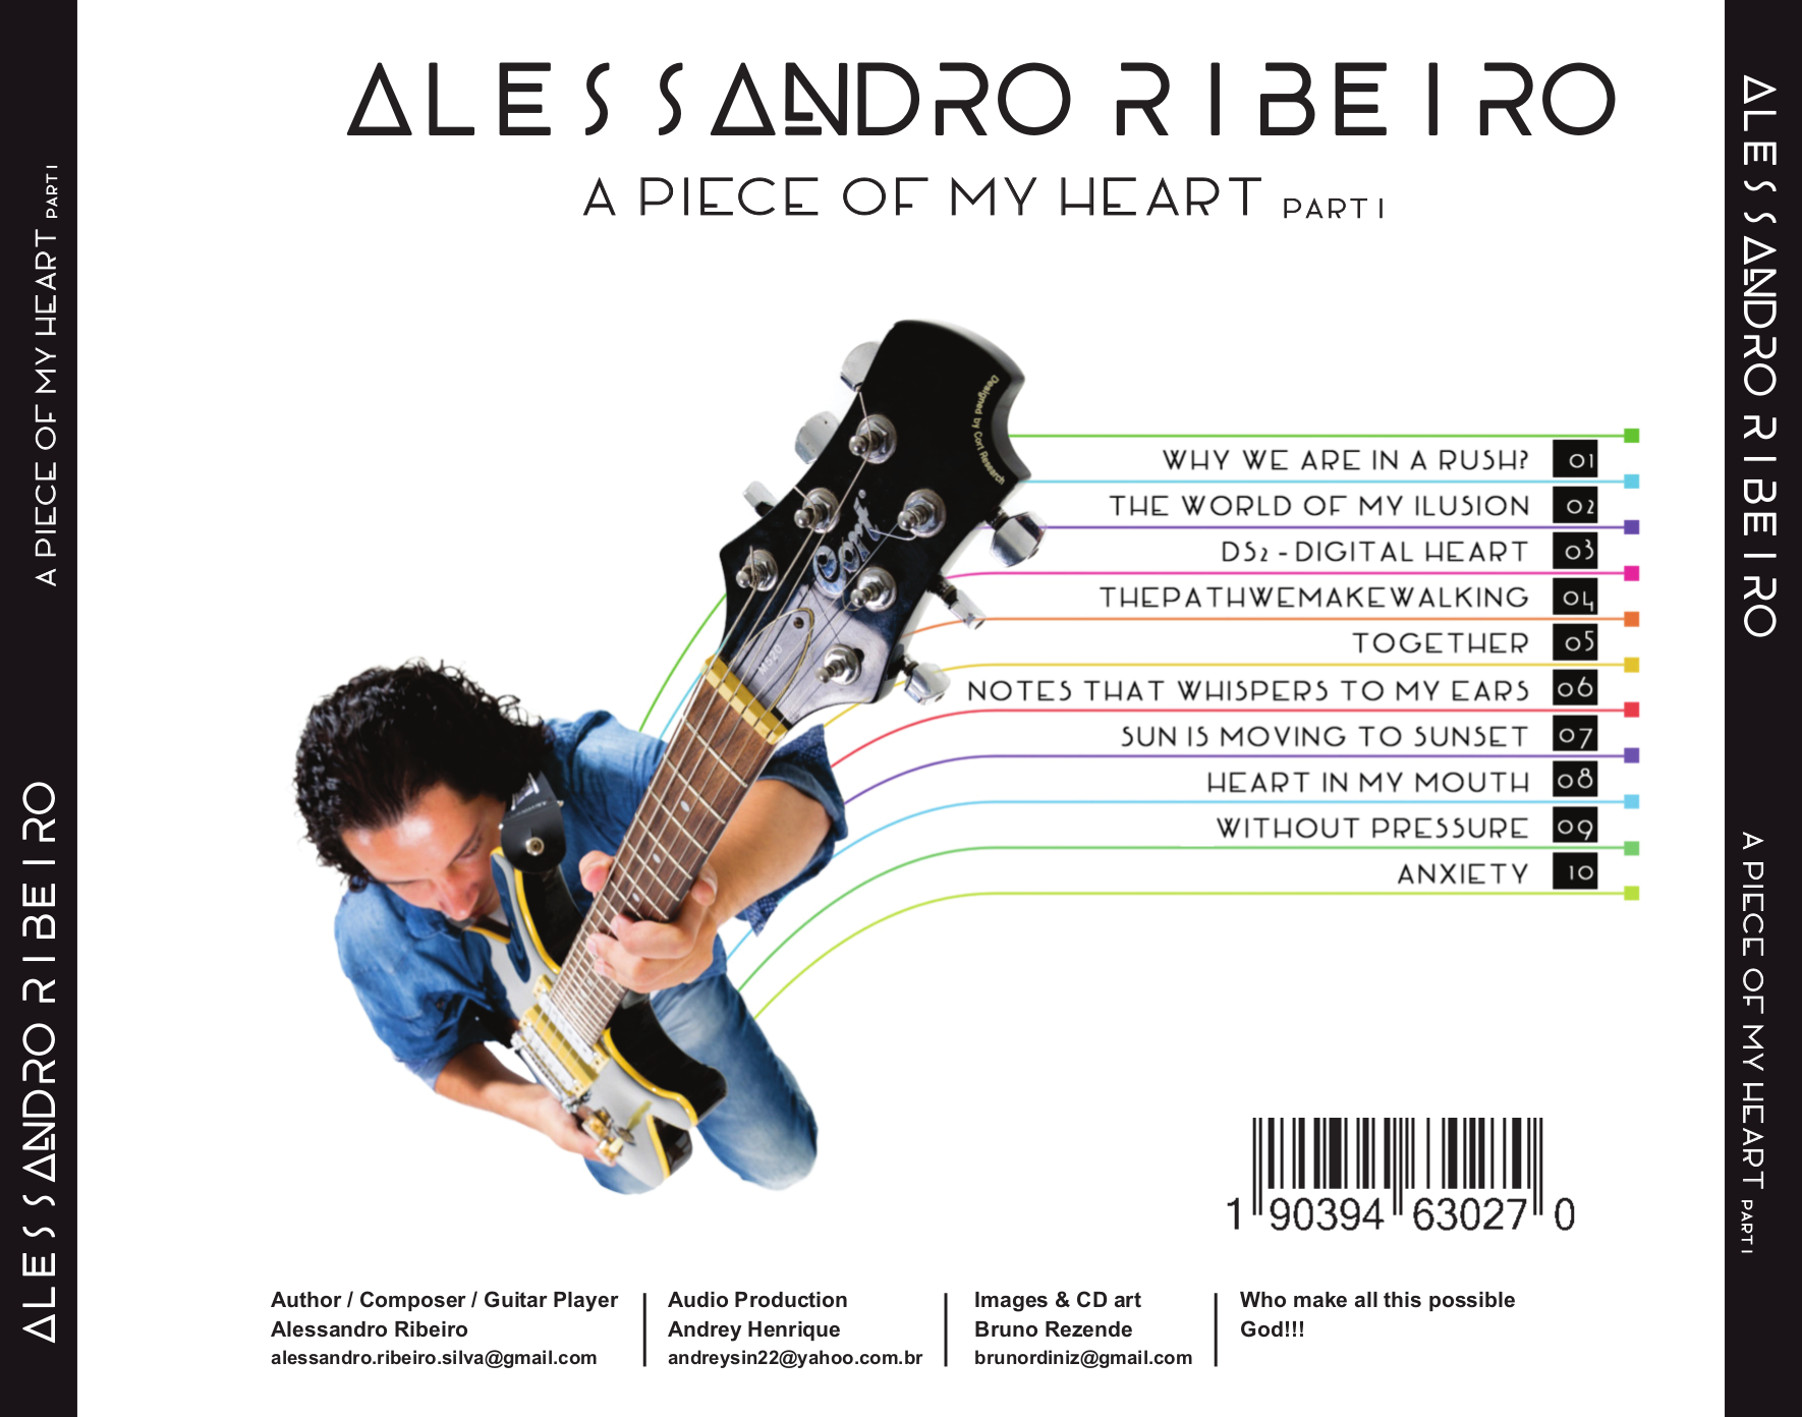 ALESSANDRO RIBEIRO
A PIECE OF MY HEART PART I
A PIECE OF MY HEART PART I
ALESSANDRO RIBEIRO
ALESSANDRO RIBEIRO
A PIECE OF MY HEART PART I
Designed by Cort Research
Cort®
M520
WHY WE ARE IN A RUSH? 01
THE WORLD OF MY ILUSION 02
DS2 - DIGITAL HEART 03
THEPATHWEMAKEWALKING 04
TOGETHER 05
NOTES THAT WHISPERS TO MY EARS 06
SUN IS MOVING TO SUNSET 07
HEART IN MY MOUTH 08
WITHOUT PRESSURE 09
ANXIETY 10
1 90394 63027 0
Author / Composer / Guitar Player
Alessandro Ribeiro
alessandro.ribeiro.silva@gmail.com
Audio Production
Andrey Henrique
andreysin22@yahoo.com.br
Images & CD art
Bruno Rezende
brunordiniz@gmail.com
Who make all this possible
God!!!